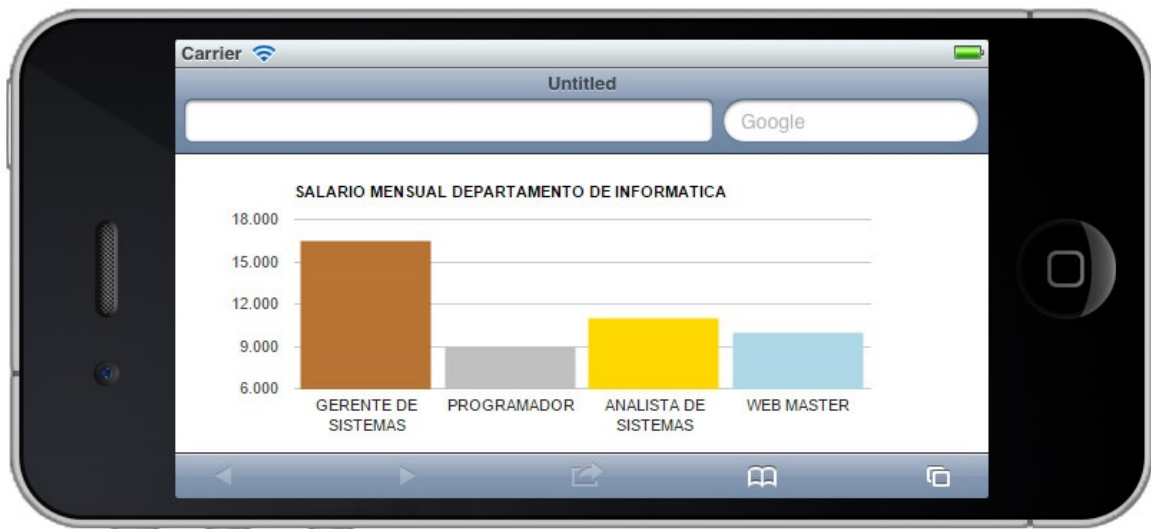 Carrier
Untitled
Google
SALARIO MENSUAL DEPARTAMENTO DE INFORMATICA
18.000
15.000
12.000
9.000
6.000
GERENTE DE SISTEMAS
PROGRAMADOR
ANALISTA DE SISTEMAS
WEB MASTER